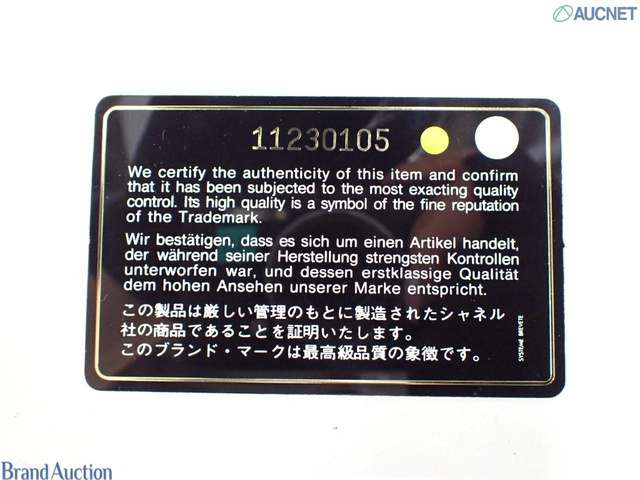 AUCNET
11230105
We certify the authenticity of this item and confirm
that it has been subjected to the most exacting quality
control. Its high quality is a symbol of the fine reputation
of the Trademark.
Wir bestätigen, dass es sich um einen Artikel handelt,
der während seiner Herstellung strengsten Kontrollen
unterworfen war, und dessen erstklassige Qualität
dem hohen Ansehen unserer Marke entspricht.
この製品は厳しい管理のもとに製造されたシャネル
社の商品であることを証明いたします。
このブランド・マークは最高級品質の象徴です。
SYSTEME BREVETE
Brand Auction